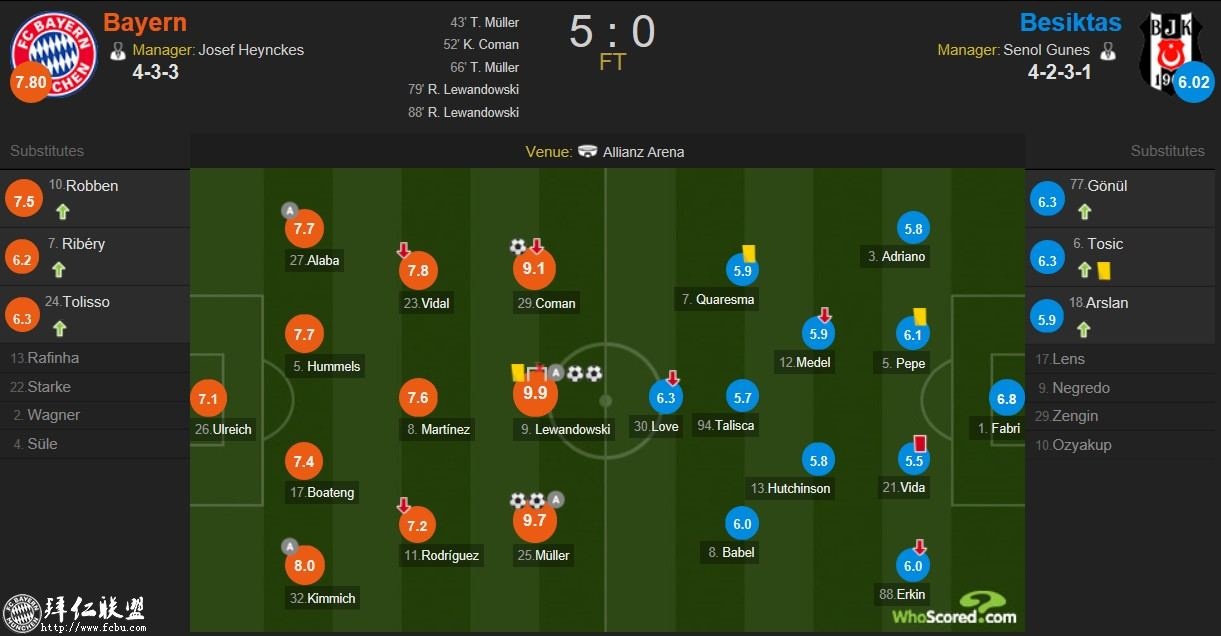 Bayern
Manager: Josef Heynckes
4-3-3
7.80
FC BAYERN
MÜNCHEN
43' T. Müller
52' K. Coman
66' T. Müller
79' R. Lewandowski
88' R. Lewandowski
5 : 0
FT
Besiktas
Manager: Senol Gunes
4-2-3-1
BJK
6.02
Substitutes
Venue: Allianz Arena
Substitutes
7.5
10.Robben
6.2
7. Ribéry
6.3
24.Tolisso
13.Rafinha
22.Starke
2. Wagner
4. Süle
7.1
26.Ulreich
A
7.7
27.Alaba
7.7
5. Hummels
7.4
17.Boateng
A
8.0
32.Kimmich
7.8
23.Vidal
7.6
8. Martínez
7.2
11.Rodríguez
9.1
29.Coman
A
9.9
9. Lewandowski
A
9.7
25.Müller
6.3
30.Love
5.9
7. Quaresma
5.7
94.Talisca
6.0
8. Babel
5.9
12.Medel
5.8
13.Hutchinson
5.8
3. Adriano
6.1
5. Pepe
5.5
21.Vida
6.0
88.Erkin
6.8
1. Fabri
6.3
77.Gönül
6.3
6. Tosic
5.9
18.Arslan
17.Lens
9. Negredo
29.Zengin
10.Ozyakup
拜仁联盟
http://www.fcbu.com
WhoScored.com